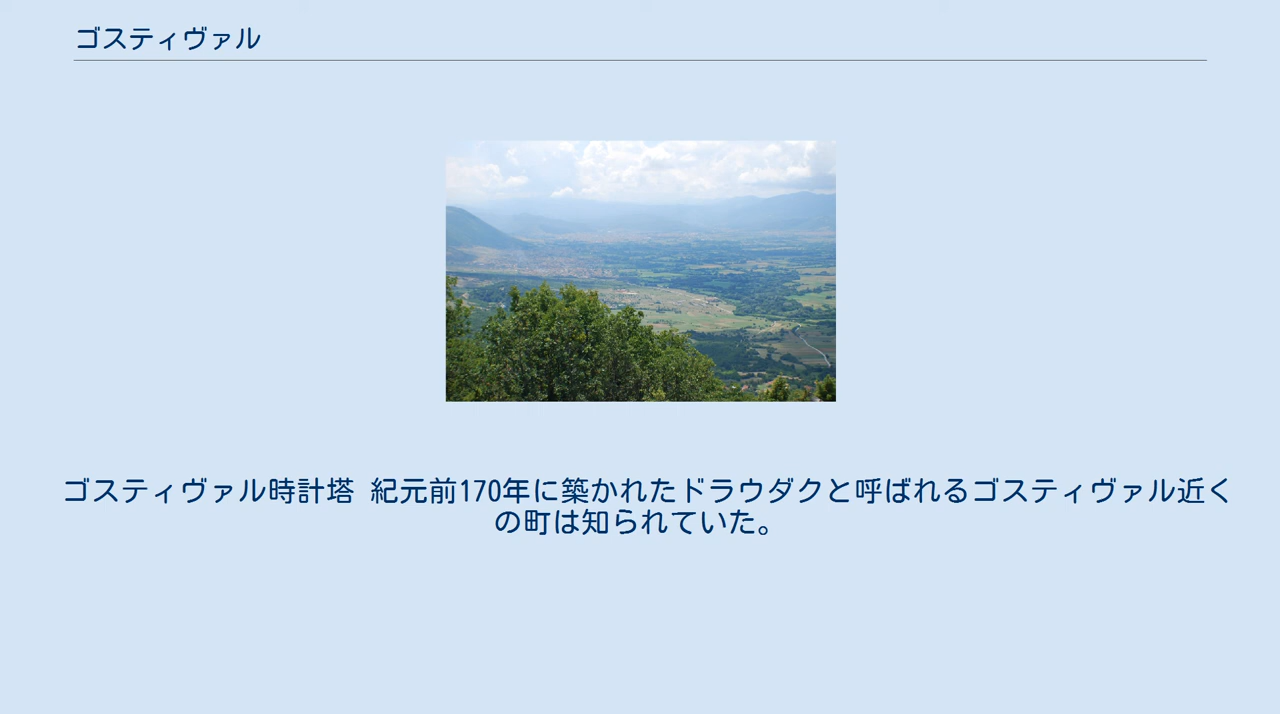 ゴスティヴァル
ゴスティヴァル時計塔 紀元前170年に築かれたドラウダクと呼ばれるゴスティヴァル近く
の町は知られていた。